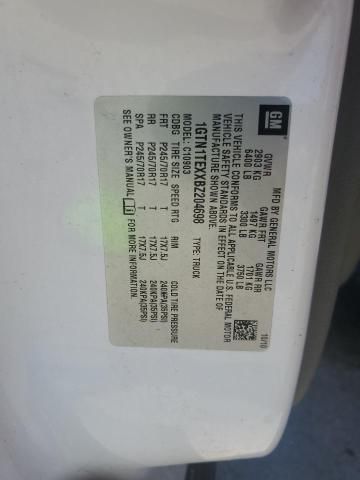 GM
MFD BY GENERAL MOTORS LLC 10/10
GVWR GAWR FRT GAWR RR
2903 KG 1497 KG 1701 KG
6400 LB 3300 LB 3750 LB
THIS VEHICLE CONFORMS TO ALL APPLICABLE U.S. FEDERAL MOTOR
VEHICLE SAFETY STANDARDS IN EFFECT ON THE DATE OF
MANUFACTURE SHOWN ABOVE.
1GTN1TEXXBZ204698 TYPE: TRUCK
MODEL: C10903
CDBG TIRE SIZE SPEED RTG RIM COLD TIRE PRESSURE
FRT P245/70R17 T 17X7.5J 240KPA(35PSI)
RR P245/70R17 T 17X7.5J 240KPA(35PSI)
SPA P245/70R17 T 17X7.5J 240KPA(35PSI)
SEE OWNER'S MANUAL FOR MORE INFORMATION.